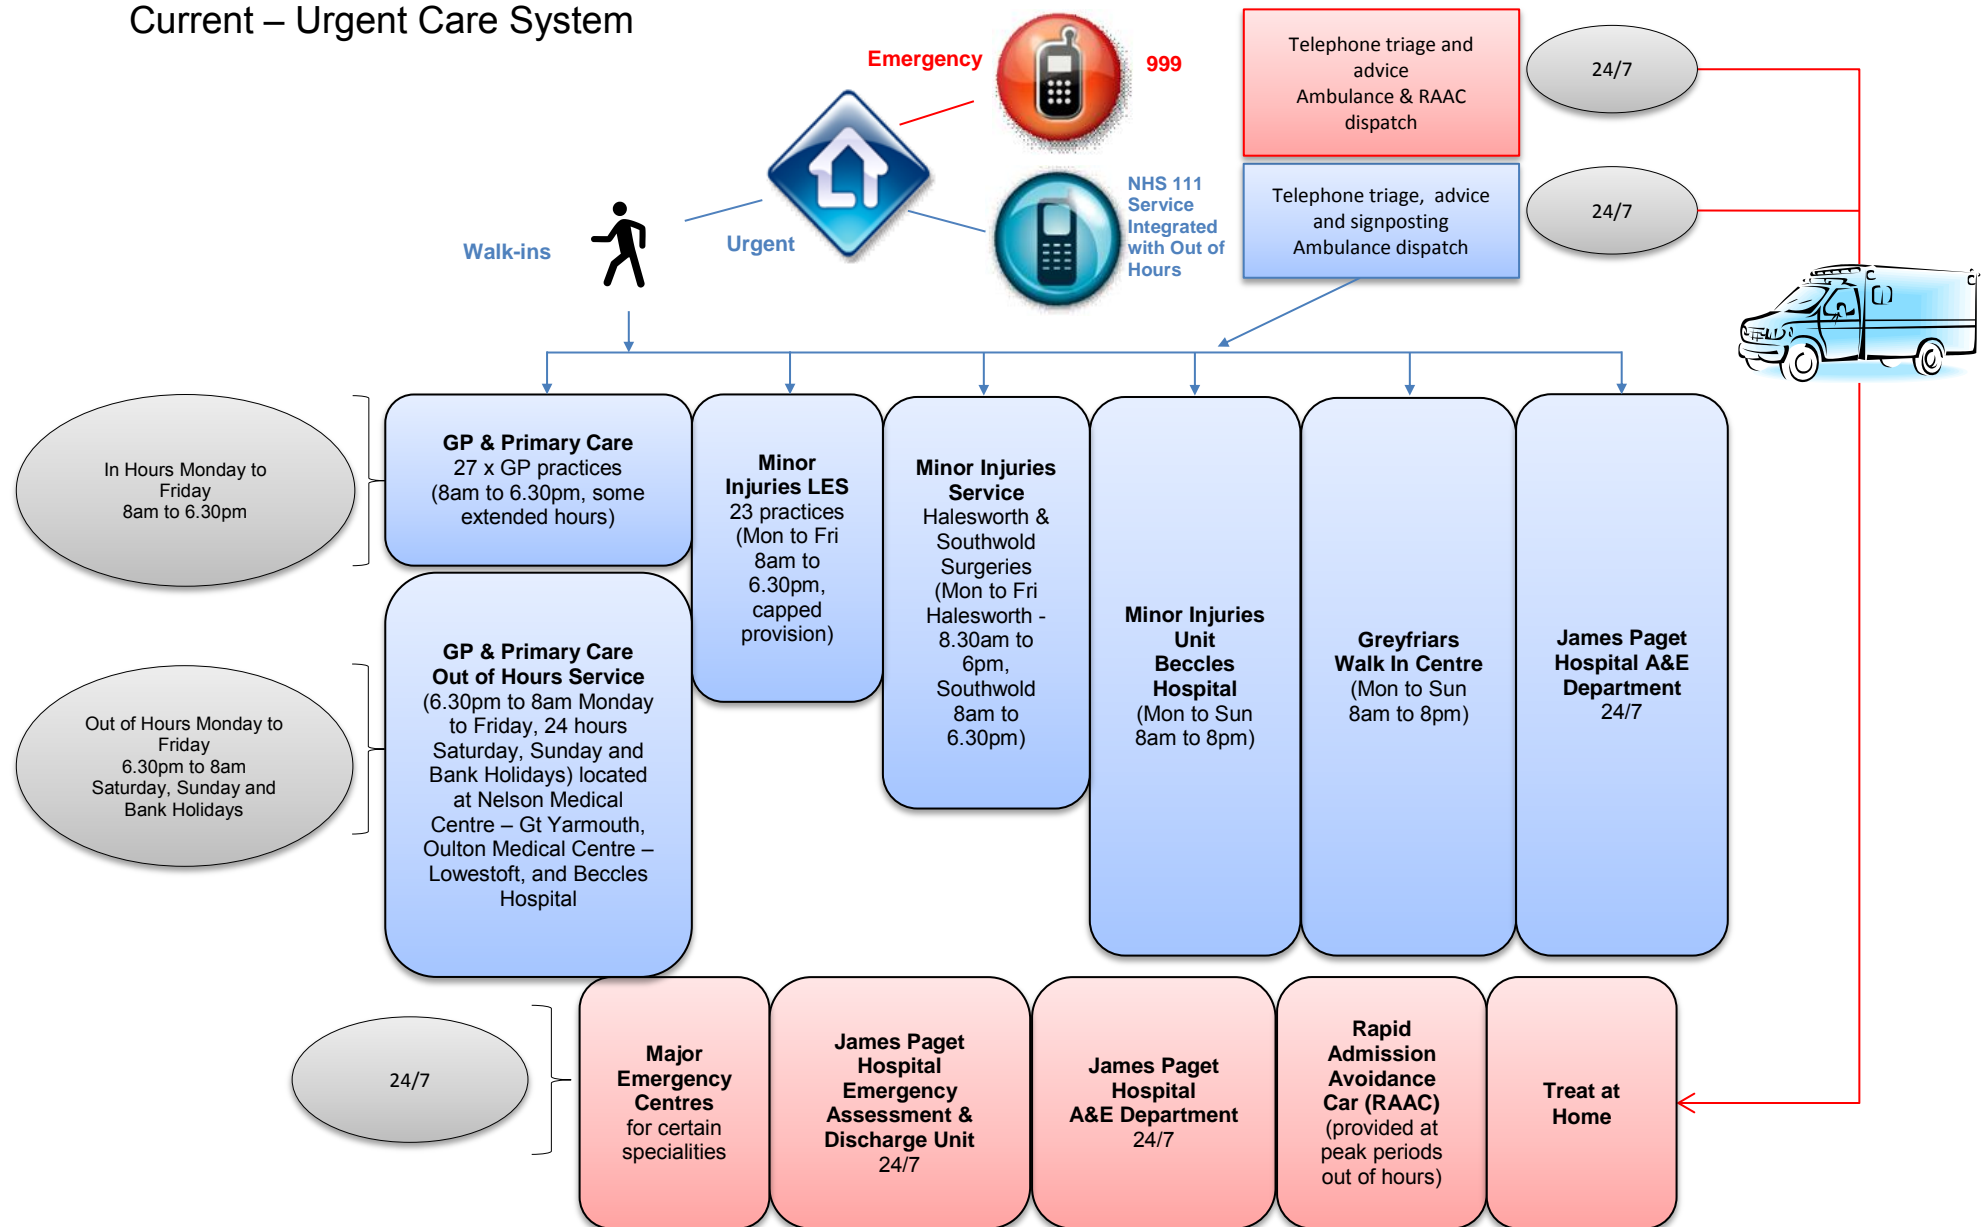 Current – Urgent Care System
Emergency
999
Telephone triage and
advice
Ambulance & RAAC
dispatch
24/7
Walk-ins
Urgent
NHS 111
Service
Integrated
with Out of
Hours
Telephone triage,  advice
and signposting
Ambulance dispatch
24/7
In Hours Monday to
Friday
8am to 6.30pm
GP & Primary Care
27 x GP practices
(8am to 6.30pm, some
extended hours)
Minor
Injuries LES
23 practices
(Mon to Fri
8am to
6.30pm,
capped
provision)
Minor Injuries
Service
Halesworth &
Southwold
Surgeries
(Mon to Fri
Halesworth -
8.30am to
6pm,
Southwold
8am to
6.30pm)
Minor Injuries
Unit
Beccles
Hospital
(Mon to Sun
8am to 8pm)
Greyfriars
Walk In Centre
(Mon to Sun
8am to 8pm)
James Paget
Hospital A&E
Department
24/7
Out of Hours Monday to
Friday
6.30pm to 8am
Saturday, Sunday and
Bank Holidays
GP & Primary Care
Out of Hours Service
(6.30pm to 8am Monday
to Friday, 24 hours
Saturday, Sunday and
Bank Holidays) located
at Nelson Medical
Centre – Gt Yarmouth,
Oulton Medical Centre –
Lowestoft, and Beccles
Hospital
24/7
Major
Emergency
Centres
for certain
specialities
James Paget
Hospital
Emergency
Assessment &
Discharge Unit
24/7
James Paget
Hospital
A&E Department
24/7
Rapid
Admission
Avoidance
Car (RAAC)
(provided at
peak periods
out of hours)
Treat at
Home